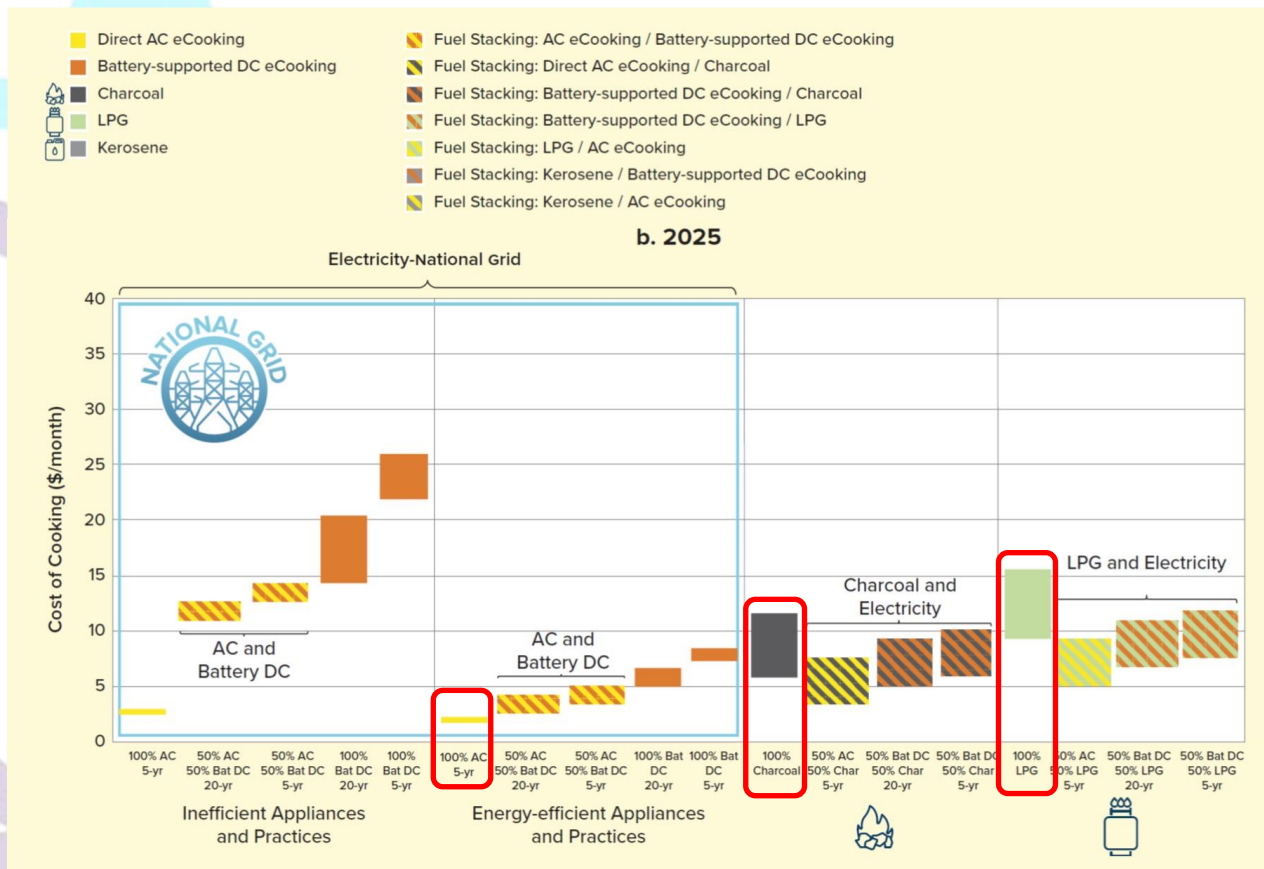 Direct AC eCooking
Battery-supported DC eCooking
Charcoal
LPG
Kerosene
Fuel Stacking: AC eCooking / Battery-supported DC eCooking
Fuel Stacking: Direct AC eCooking / Charcoal
Fuel Stacking: Battery-supported DC eCooking / Charcoal
Fuel Stacking: Battery-supported DC eCooking / LPG
Fuel Stacking: LPG / AC eCooking
Fuel Stacking: Kerosene / Battery-supported DC eCooking
Fuel Stacking: Kerosene / AC eCooking
b. 2025
Electricity-National Grid
Cost of Cooking ($/month)
40
35
30
25
20
15
10
5
0
NATIONAL GRID
AC and
Battery DC
AC and
Battery DC
Charcoal and
Electricity
LPG and Electricity
100% AC
5-yr
50% AC
50% Bat DC
20-yr
50% AC
50% Bat DC
5-yr
100%
Bat DC
20-yr
100%
Bat DC
5-yr
100% AC
5-yr
50% AC
50% Bat DC
20-yr
50% AC
50% Bat DC
5-yr
100% Bat
DC
20-yr
100% Bat
DC
5-yr
100%
Charcoal
50% AC
50% Char
5-yr
50% Bat DC
50% Char
20-yr
50% Bat DC
50% Char
5-yr
100%
LPG
50% AC
50% LPG
5-yr
50% Bat DC
50% LPG
20-yr
50% Bat DC
50% LPG
5-yr
Inefficient Appliances
and Practices
Energy-efficient Appliances
and Practices